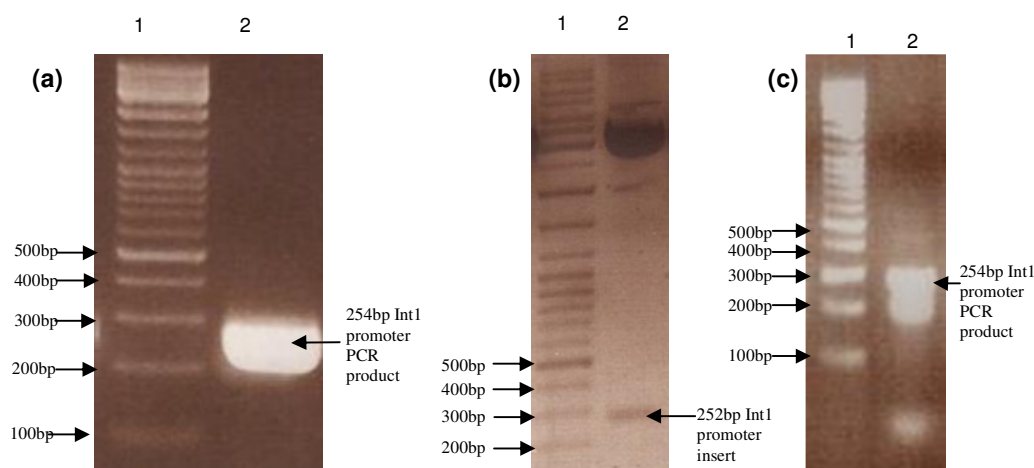 1 2
(a)
500bp
400bp
300bp
200bp
100bp
254bp Int1
promoter
PCR
product
1 2
(b)
500bp
400bp
300bp
200bp
252bp Int1
promoter
insert
1 2
(c)
500bp
400bp
300bp
200bp
100bp
254bp Int1
promoter
PCR
product